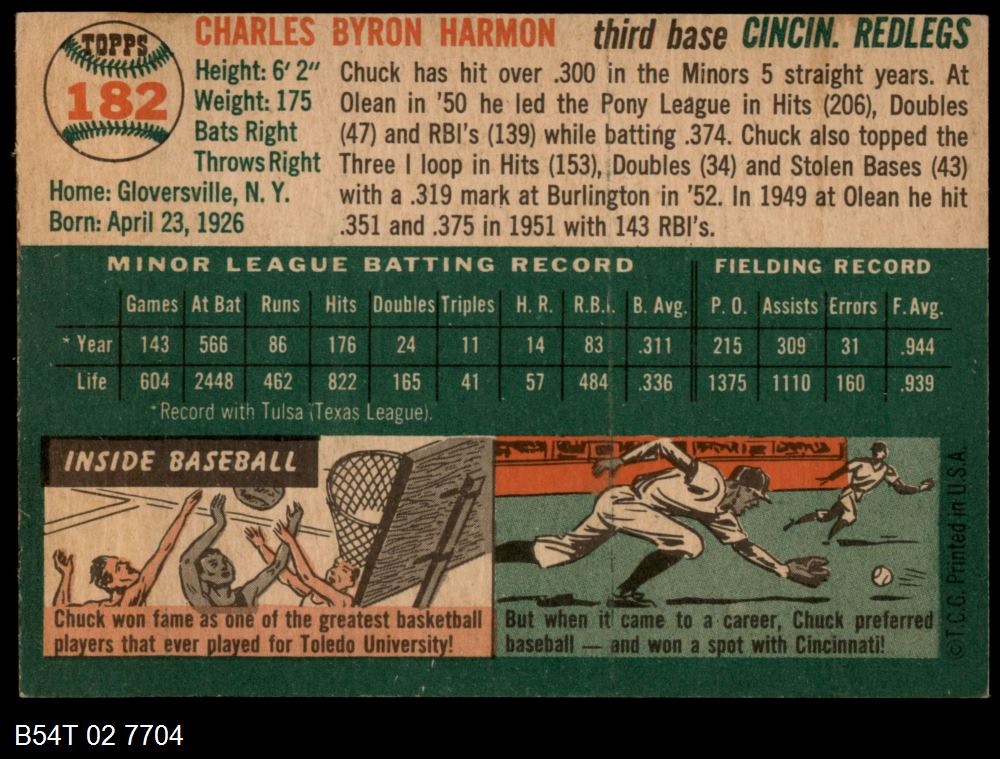 TOPPS
182
CHARLES BYRON HARMON third base CINCIN. REDLEGS
Height: 6' 2"
Weight: 175
Bats Right
Throws Right
Home: Gloversville, N. Y.
Born: April 23, 1926
Chuck has hit over .300 in the Minors 5 straight years. At
Olean in '50 he led the Pony League in Hits (206), Doubles
(47) and RBI's (139) while batting .374. Chuck also topped the
Three I loop in Hits (153), Doubles (34) and Stolen Bases (43)
with a .319 mark at Burlington in '52. In 1949 at Olean he hit
.351 and .375 in 1951 with 143 RBI's.
MINOR LEAGUE BATTING RECORD FIELDING RECORD
Games At Bat Runs Hits Doubles Triples H. R. R.B.I. B. Avg. P. O. Assists Errors F. Avg.
* Year 143 566 86 176 24 11 14 83 .311 215 309 31 .944
Life 604 2448 462 822 165 41 57 484 .336 1375 1110 160 .939
*Record with Tulsa (Texas League).
INSIDE BASEBALL
Chuck won fame as one of the greatest basketball
players that ever played for Toledo University!
But when it came to a career, Chuck preferred
baseball — and won a spot with Cincinnati!
©T.C.G. Printed in U.S.A.
B54T 02 7704